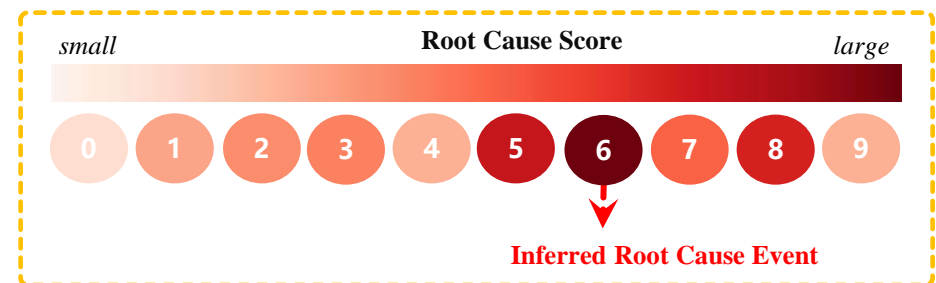 small Root Cause Score large
0 1 2 3 4 5 6 7 8 9
Inferred Root Cause Event